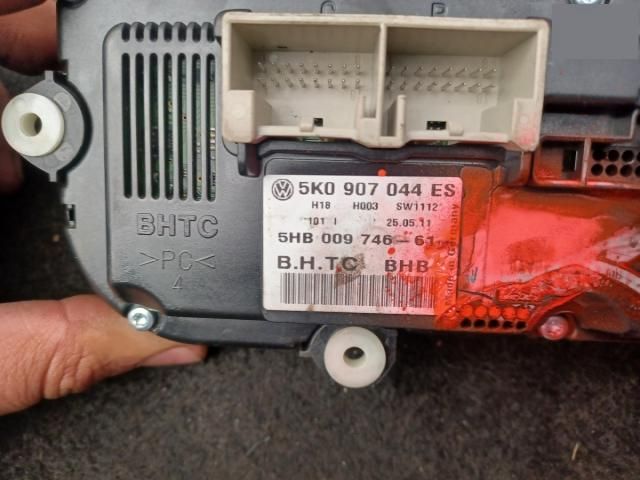 C P
5K0 907 044 ES
H18 H003 SW1112
101 25.05.11
5HB 009 746-61
B.H.TC BHB
in Germany
BHTC
>PC<
4